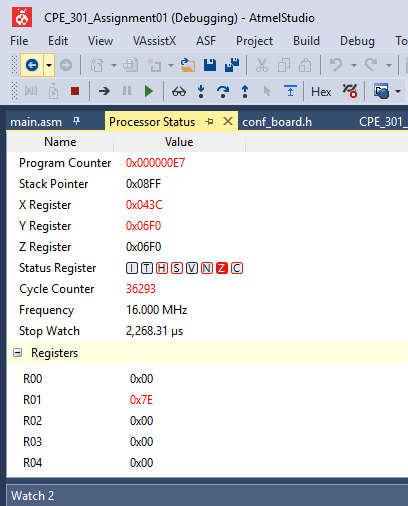 CPE_301_Assignment01 (Debugging) - AtmelStudio
File Edit View VAssistX ASF Project Build Debug T
Hex
main.asm Processor Status conf_board.h CPE_301_
Name Value
Program Counter 0x000000E7
Stack Pointer 0x08FF
X Register 0x043C
Y Register 0x06F0
Z Register 0x06F0
Status Register I T H S V N Z C
Cycle Counter 36293
Frequency 16.000 MHz
Stop Watch 2,268.31 µs
Registers
R00 0x00
R01 0x7E
R02 0x00
R03 0x00
R04 0x00
Watch 2